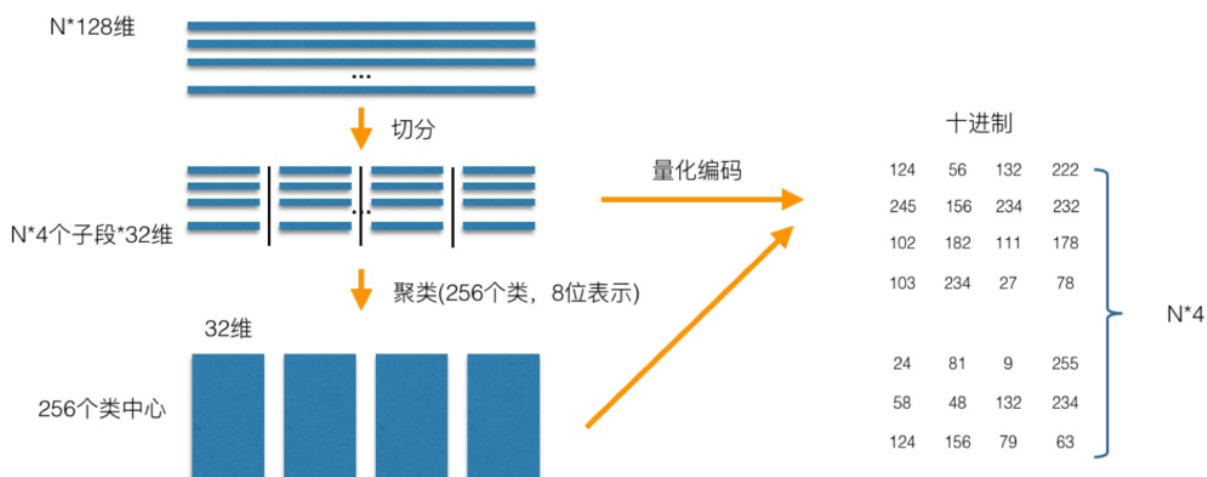 N*128维
...
切分
...
N*4个子段*32维
聚类(256个类，8位表示)
32维
256个类中心
量化编码
十进制
124 56 132 222
245 156 234 232
102 182 111 178
103 234 27 78
24 81 9 255
58 48 132 234
124 156 79 63
N*4